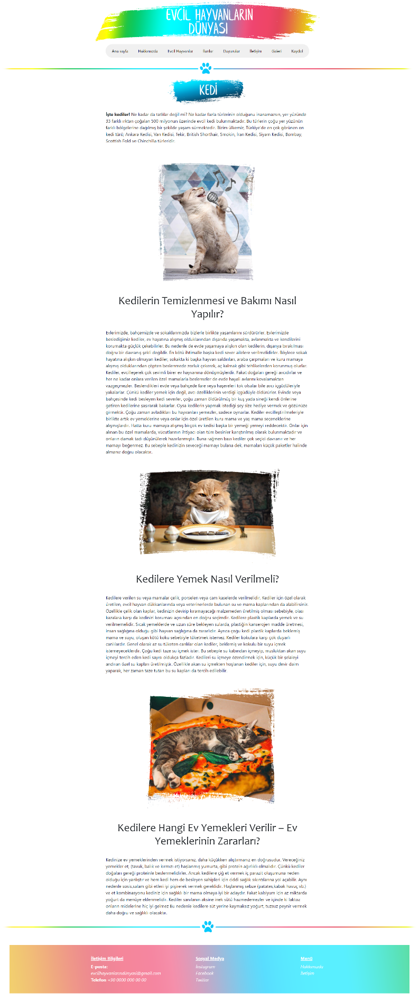 EVCİL HAYVANLARIN
DÜNYASI
Ana sayfa Hakkımızda Evcil Hayvanlar İlanlar Duyurular İletişim Galeri Kaydol
KEDİ
İşte kediler! Ne kadar da tatlılar değil mi? Ne kadar fazla türlerinin olduğunu inanamazsın, yer yüzünde
33 farklı ırktan çoğalan 500 milyonun üzerinde evcil kedi bulunmaktadır. Bu türlerin çoğu yer yüzünün
farklı bölgelerine dağılmış bir şekilde yaşam sürmektedir. Bizim ülkemiz, Türkiye'de en çok görünen on
kedi türü; Ankara Kedisi, Van Kedisi, Tekir, British Shorthair, Smokin, İran Kedisi, Siyam Kedisi, Bombay,
Scottish Fold ve Chinchilla türleridir.
Kedilerin Temizlenmesi ve Bakımı Nasıl
Yapılır?
Evlerimizde, bahçemizde ve sokaklarımızda bizlerle birlikte yaşamlarını sürdürürler. Evlerimizde
beslediğimiz kediler, ev hayatına alışmış olduklarından dışarıda yaşamakta, avlanmakta ve kendilerini
korumakta güçlük çekebilirler. Bu nedenle de evde yaşamaya alışkın olan kedilerin, dışarıya bırakılması
doğru bir davranış şekli değildir. En kötü ihtimalle başka kedi sever ailelere verilmelidirler. Böylece sokak
hayatına alışkın olmayan kediler, sokakta ki başka hayvan saldırıları, araba çarpmaları ve kuru mamaya
alışmış olduklarından çöpten beslenmede zorluk çekerek, aç kalmak gibi tehlikelerden korunmuş olurlar.
Kediler, evcilleşerek çok sevimli birer ev hayvanına dönüşmüşlerdir. Fakat doğaları gereği avcıdırlar ve
her ne kadar onlara verilen özel mamalarla beslenseler de evde hayali avlarını kovalamaktan
vazgeçmezler. Beslendikleri evde veya bahçede fare veya haşereleri tok olsalar bile avcı içgüdüleriyle
yakalarlar. Çünkü kediler yemek için değil, avcı özelliklerinin verdiği içgüdüyle öldürürler. Evinde veya
bahçesinde kedi besleyen kedi severler, çoğu zaman öldürülmüş bir kuş yada sineği kendi önlerine
getiren kedilerine şaşırarak bakarlar. Oysa kedilerin yapmak istediği şey size hediye vermek ve gözünüze
girmektir. Çoğu zaman avladıkları bu hayvanları yemezler, sadece oynarlar. Kediler evcilleştirilmeleriyle
birlikte artık ev yemeklerine veya onlar için özel üretilen kuru mama ve yaş mama seçeneklerine
alışmışlardır. Hatta kuru mamaya alışmış birçok ev kedisi başka bir yemeği yemeyi reddecektir. Onlar için
alınan bu özel mamalarda, vücutlarının ihtiyacı olan tüm besinler karıştırılmış olarak bulunmaktadır ve
onların damak tadı düşünülerek hazırlanmıştır. Buna rağmen bazı kediler çok seçici davranır ve her
mamayı beğenmez. Bu sebeple kedinizin seveceği mamayı bulana dek, mamaları küçük paketler halinde
almanız doğru olacaktır.
Kedilere Yemek Nasıl Verilmeli?
Kedilere verilen su veya mamalar çelik, porselen veya cam kaselerde verilmelidir. Kediler için özel olarak
üretilen, evcil hayvan dükkanlarında veya veterinerlerde bulunan su ve mama kaplarından da alabilirsiniz.
Özellikle çelik olan kaplar, kedinizin devirip kıramayacağı malzemeden üretilmiş olması sebebiyle, olası
kazalara karşı da kedinizi koruması açısından en doğru seçimdir. Kedilere plastik kaplarda yemek ve su
verilmemelidir. Sıcak yemeklerde ve uzun süre bekleyen sularda, plastiğin kanserojen madde üretmesi,
insan sağlığına olduğu gibi hayvan sağlığına da zararlıdır. Ayrıca çoğu kedi plastik kaplarda beklemiş
mama ve suyu, oluşan kötü koku sebebiyle tüketmek istemez. Kediler kokulara karşı çok duyarlı
canlılardır. Genel olarak az su tüketen canlılar olan kediler, beklemiş ve kokulu bir suyu içmek
istemeyeceklerdir. Çoğu kedi taze su içmek ister. Bu sebeple su kabından içmeyip, musluktan akan suyu
içmeyi tercih eden kedi sayısı oldukça fazladır. Kedileri su içmeye özendirmek için, küçük bir şelaleyi
andıran özel su kapları üretilmiştir. Özellikle akan su içmekten hoşlanan kediler için, suyu devir daim
yaparak, her zaman taze tutan bu su kapları da tercih edilebilir.
Kedilere Hangi Ev Yemekleri Verilir – Ev
Yemeklerinin Zararları?
Kedinize ev yemeklerinden vermek istiyorsanız, daha küçükken alıştırmanız en doğrusudur. Vereceğiniz
yemekler et, (tavuk, balık ve kırmızı et) haşlanmış yumurta, gibi protein ağırlıklı olmalıdır. Çünkü kediler
doğaları gereği proteinle beslenmelidirler. Ancak kedilere çiğ et vermek iç parazit oluşumuna neden
olduğu için yanlıştır ve hem kedi hem de besleyen sahipleri için ciddi sağlık sıkıntılarına yol açabilir. Aynı
nedenle sosis,salam gibi etleri iyi pişirerek vermek gereklidir. Haşlanmış sebze (patates,kabak havuç vb.)
ve et kombinasyonu kediniz için sağlıklı bir mama olmaya iyi bir adaydır. Fakat kalsiyum için az miktarda
yoğurt da menüye eklenmelidir. Kediler sanılanın aksine inek sütü hazmedemezler ve içinde ki laktoz
onların midelerine hiç iyi gelmez Bu nedenle kedilere süt yerine kaymaksız yoğurt, tuzsuz peynir vermek
daha doğru ve sağlıklı olacaktır.
İletişim Bilgileri Sosyal Medya Menü
E-posta: İnstagram Hakkımızda
evcilhayvanlarındünyasi@gmail.com Facebook İletişim
Telefon +90 0000 000 00 00 Twitter